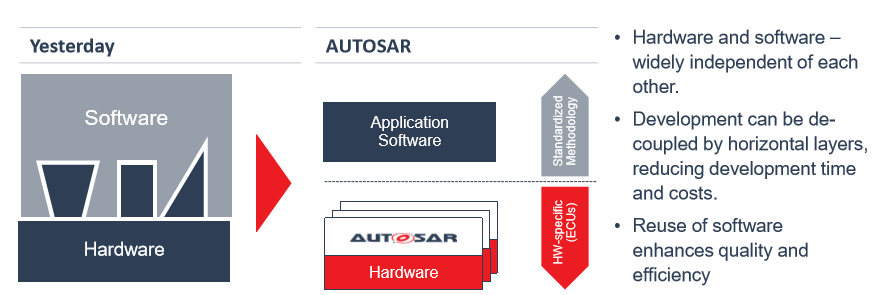 Yesterday
Software
Hardware
AUTOSAR
Application
Software
AUTOSAR
Hardware
Standardized
Methodology
HW-specific
(ECUs)
• Hardware and software –
widely independent of each
other.
• Development can be de-
coupled by horizontal layers,
reducing development time
and costs.
• Reuse of software
enhances quality and
efficiency